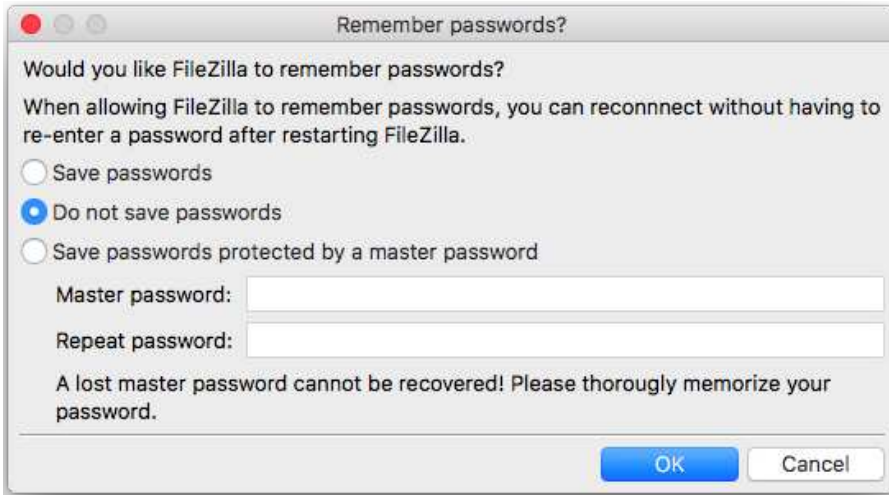 Remember passwords?
Would you like FileZilla to remember passwords?
When allowing FileZilla to remember passwords, you can reconnnect without having to
re-enter a password after restarting FileZilla.
Save passwords
Do not save passwords
Save passwords protected by a master password
Master password:
Repeat password:
A lost master password cannot be recovered! Please thorougly memorize your
password.
OK Cancel